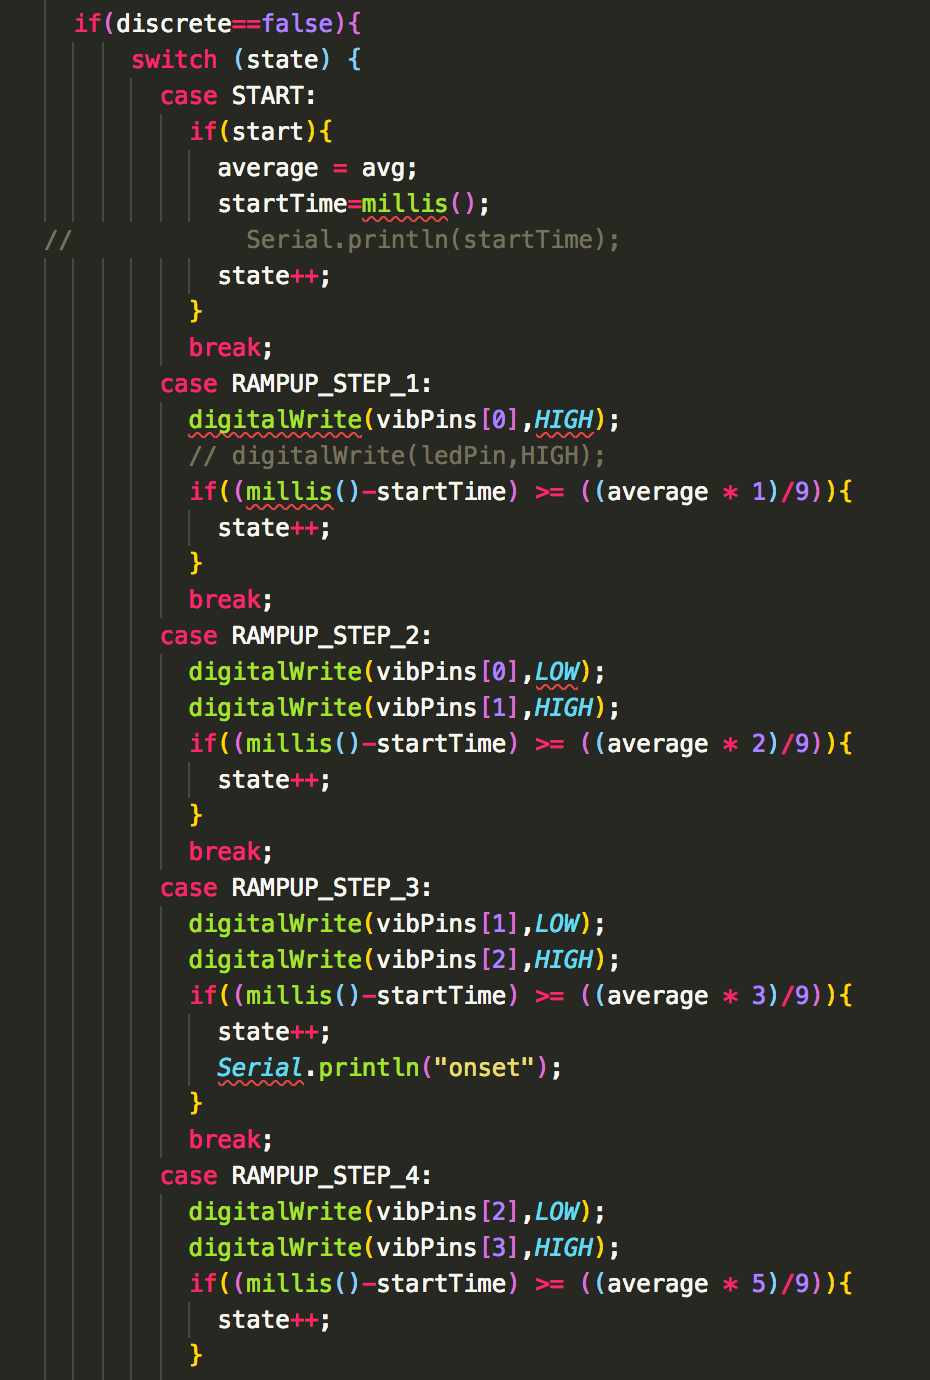 if(discrete==false){
switch (state) {
case START:
if(start){
average = avg;
startTime=millis();
//            Serial.println(startTime);
state++;
}
break;
case RAMPUP_STEP_1:
digitalWrite(vibPins[0],HIGH);
// digitalWrite(ledPin,HIGH);
if((millis()-startTime) >= ((average * 1)/9)){
state++;
}
break;
case RAMPUP_STEP_2:
digitalWrite(vibPins[0],LOW);
digitalWrite(vibPins[1],HIGH);
if((millis()-startTime) >= ((average * 2)/9)){
state++;
}
break;
case RAMPUP_STEP_3:
digitalWrite(vibPins[1],LOW);
digitalWrite(vibPins[2],HIGH);
if((millis()-startTime) >= ((average * 3)/9)){
state++;
Serial.println("onset");
}
break;
case RAMPUP_STEP_4:
digitalWrite(vibPins[2],LOW);
digitalWrite(vibPins[3],HIGH);
if((millis()-startTime) >= ((average * 5)/9)){
state++;
}